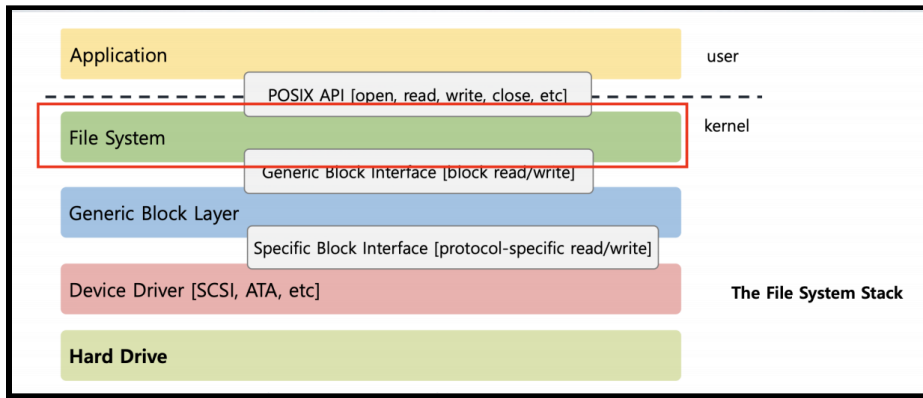 Application
user
POSIX API [open, read, write, close, etc]
kernel
File System
Generic Block Interface [block read/write]
Generic Block Layer
Specific Block Interface [protocol-specific read/write]
Device Driver [SCSI, ATA, etc]
The File System Stack
Hard Drive